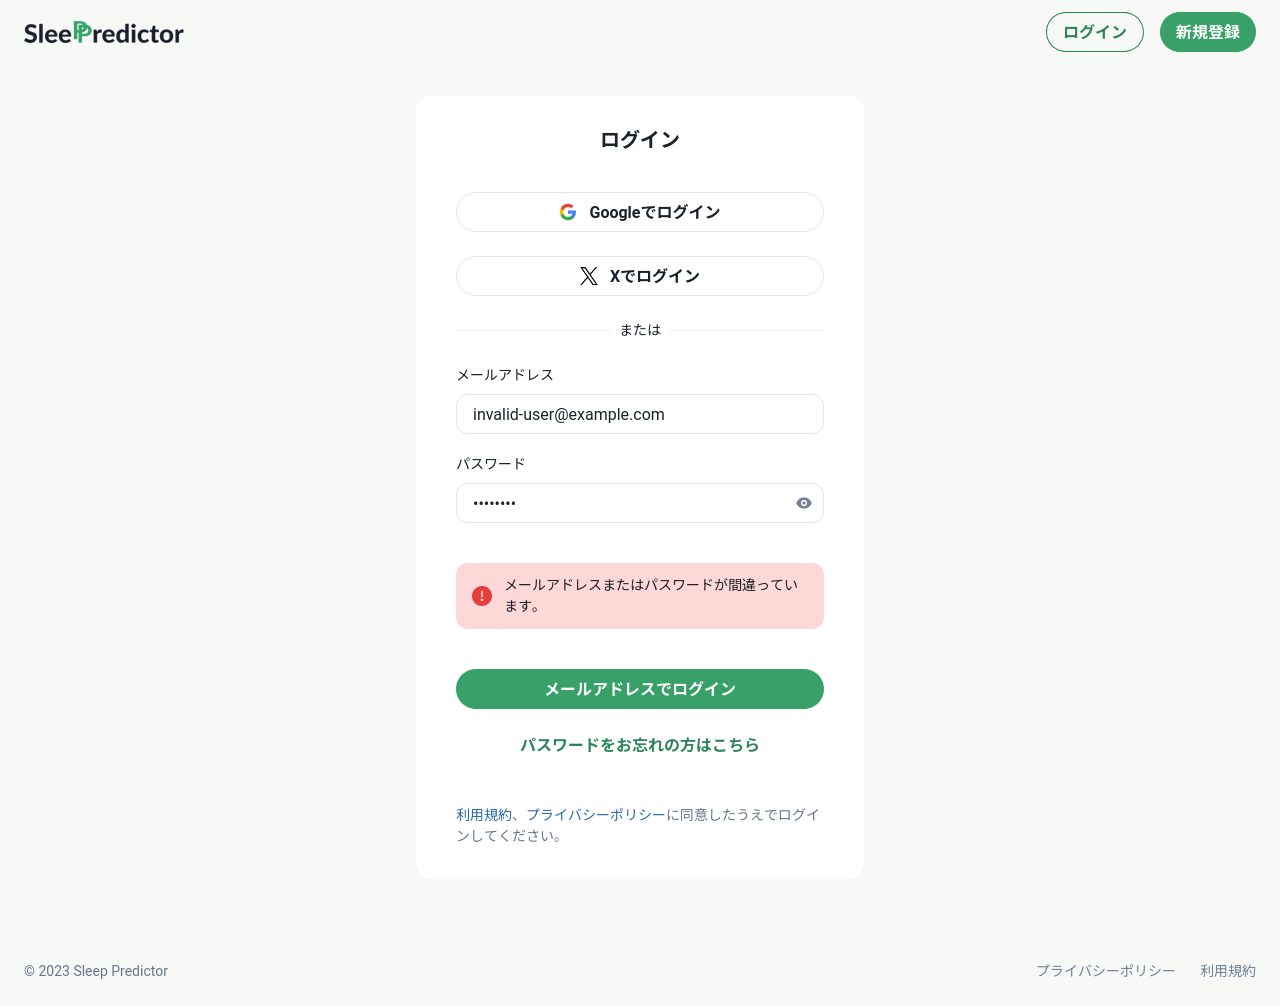 SleePredictor
ログイン
新規登録
ログイン
Googleでログイン
Xでログイン
または
メールアドレス
invalid-user@example.com
パスワード
••••••••
メールアドレスまたはパスワードが間違ってい
ます。
メールアドレスでログイン
パスワードをお忘れの方はこちら
利用規約、プライバシーポリシーに同意したうえでログイ
ンしてください。
© 2023 Sleep Predictor
プライバシーポリシー
利用規約